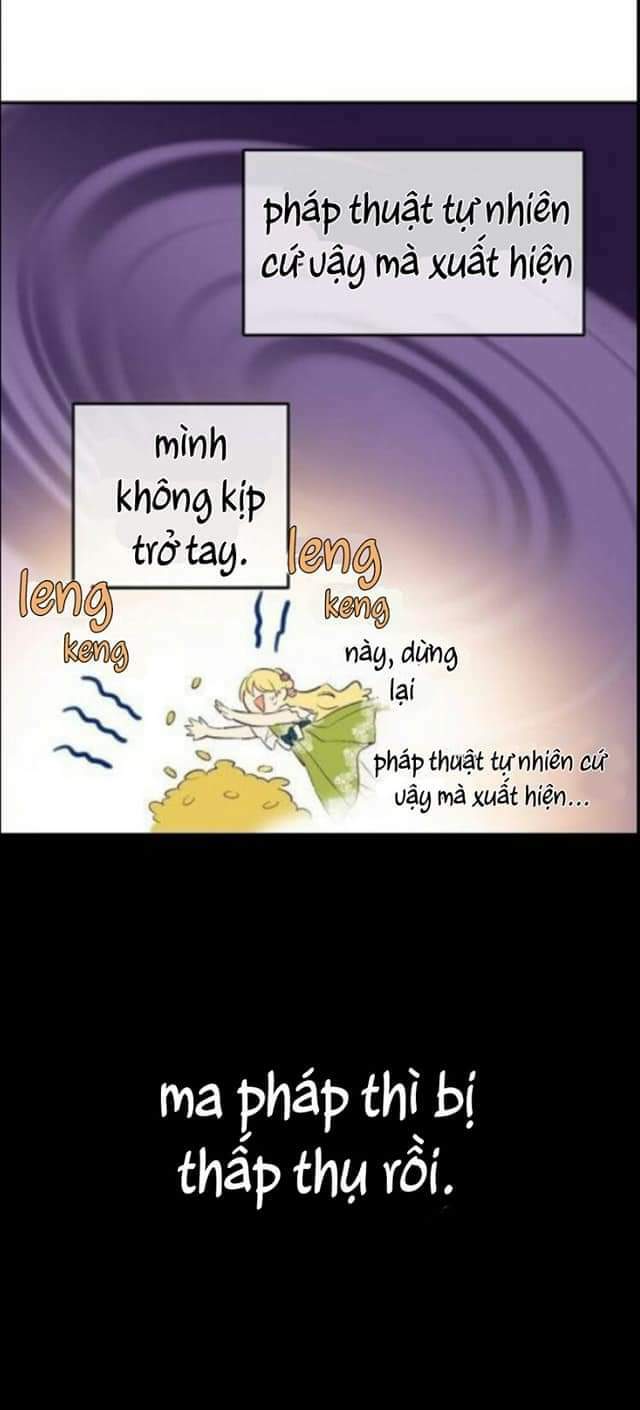 pháp thuật tự nhiên
cứ vậy mà xuất hiện
mình
không kịp
trở tay.
leng
keng
leng
keng
này, dừng
lại
pháp thuật tự nhiên cứ
vậy mà xuất hiện...
ma pháp thì bị
thấp thụ rồi.